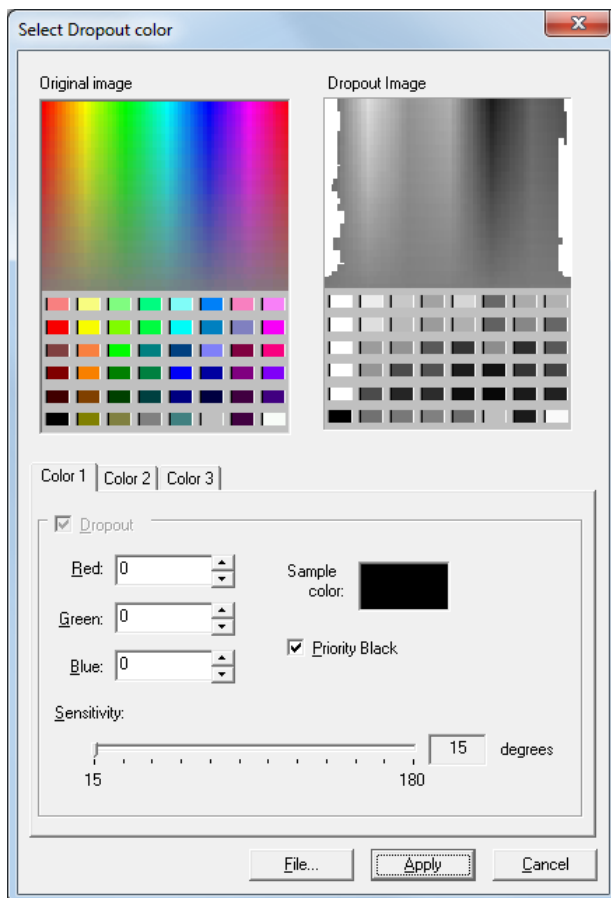 Select Dropout color
Original image
Dropout Image
Color 1 Color 2 Color 3
Dropout
Red: 0
Sample color:
Green: 0
Priority Black
Blue: 0
Sensitivity:
15 degrees
15 180
File... Apply Cancel